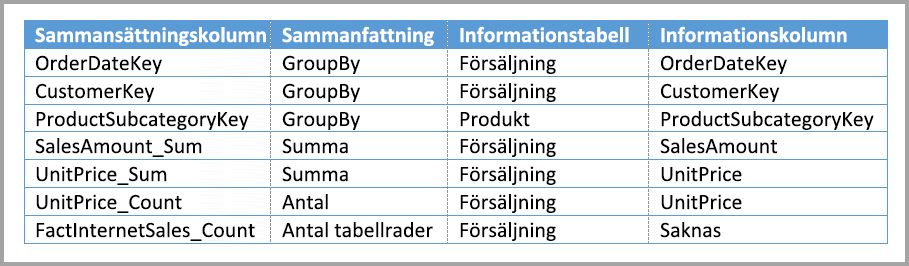 Sammansättningskolumn Sammanfattning Informationstabell Informationskolumn
OrderDateKey GroupBy Försäljning OrderDateKey
CustomerKey GroupBy Försäljning CustomerKey
ProductSubcategoryKey GroupBy Produkt ProductSubcategoryKey
SalesAmount_Sum Summa Försäljning SalesAmount
UnitPrice_Sum Summa Försäljning UnitPrice
UnitPrice_Count Antal Försäljning UnitPrice
FactInternetSales_Count Antal tabellrader Försäljning Saknas